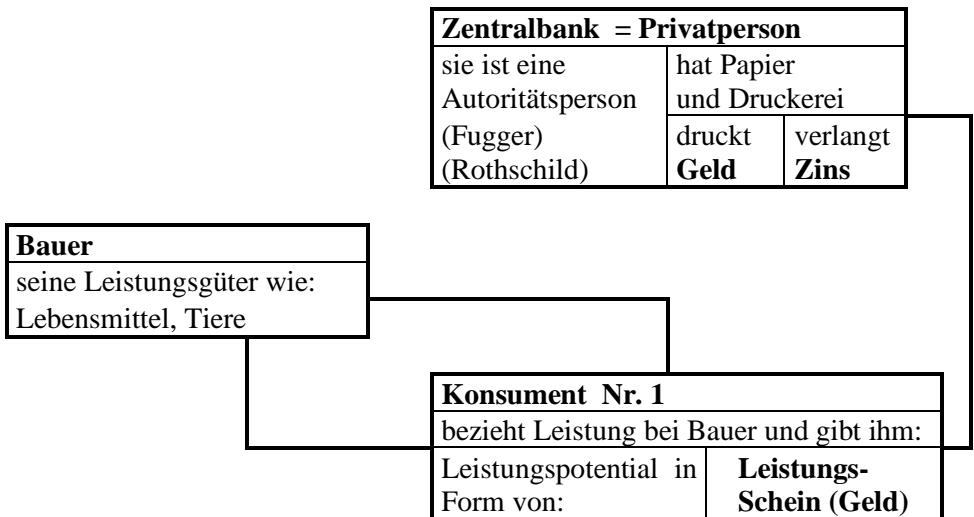 Zentralbank = Privatperson
sie ist eine
Autoritätsperson
(Fugger)
(Rothschild)
hat Papier
und Druckerei
druckt
Geld
verlangt
Zins
Bauer
seine Leistungsgüter wie:
Lebensmittel, Tiere
Konsument Nr. 1
bezieht Leistung bei Bauer und gibt ihm:
Leistungspotential in
Form von:
Leistungs-
Schein (Geld)